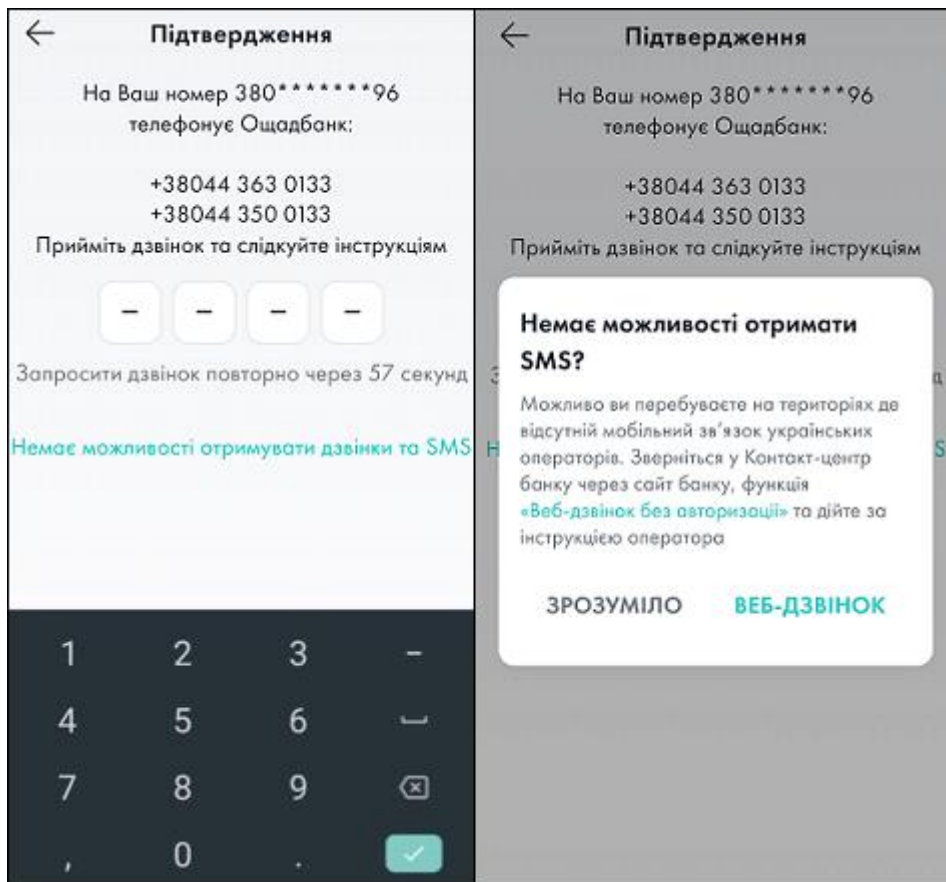 Підтвердження
На Ваш номер 380*******96
телефонує Ощадбанк:
+38044 363 0133
+38044 350 0133
Прийміть дзвінок та слідкуйте інструкціям
– – – –
Запросити дзвінок повторно через 57 секунд
Немає можливості отримувати дзвінки та SMS
1 2 3 –
4 5 6
7 8 9
, 0 .
Підтвердження
На Ваш номер 380*******96
телефонує Ощадбанк:
+38044 363 0133
+38044 350 0133
Прийміть дзвінок та слідкуйте інструкціям
Немає можливості отримати
SMS?
Можливо ви перебуваєте на територіях де
відсутній мобільний зв’язок українських
операторів. Зверніться у Контакт-центр
банку через сайт банку, функція
«Веб-дзвінок без авторизації» та дійте за
інструкцією оператора
ЗРОЗУМІЛО ВЕБ-ДЗВІНОК